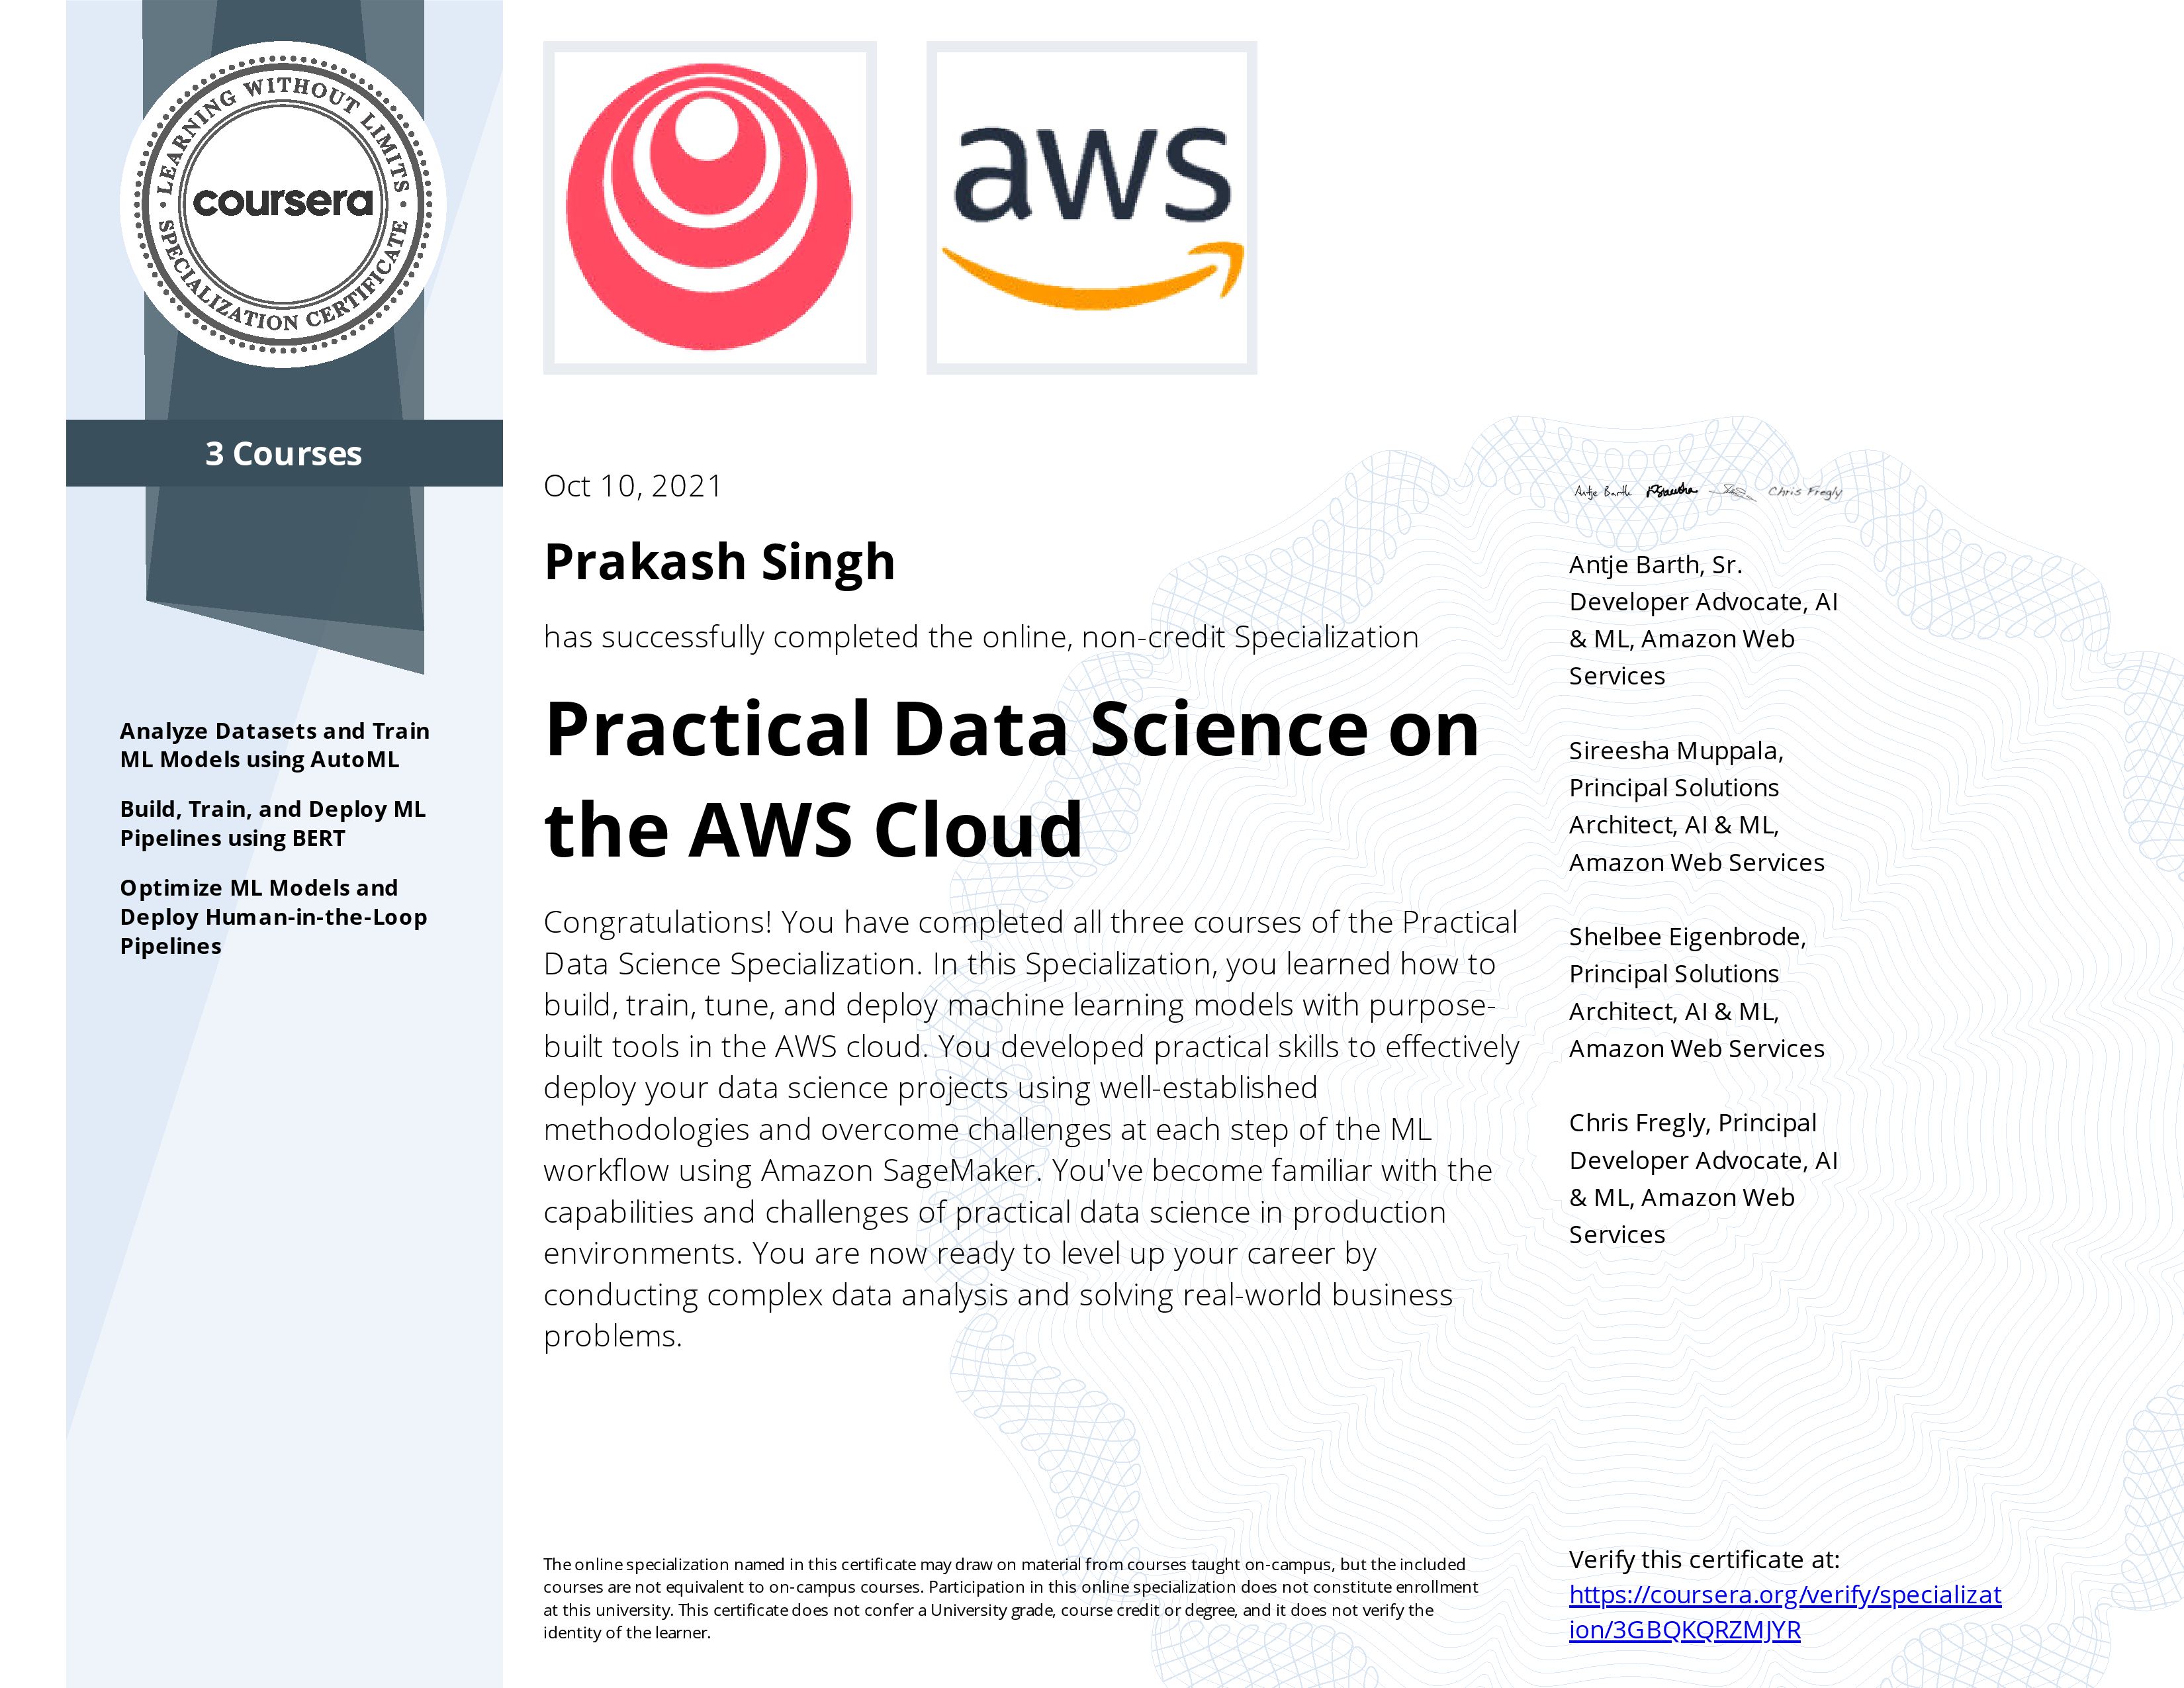 LEARNING WITHOUT LIMITS
coursera
SPECIALIZATION CERTIFICATE
aws
3 Courses
Analyze Datasets and Train
ML Models using AutoML
Build, Train, and Deploy ML
Pipelines using BERT
Optimize ML Models and
Deploy Human-in-the-Loop
Pipelines
Oct 10, 2021
Prakash Singh
has successfully completed the online, non-credit Specialization
Practical Data Science on
the AWS Cloud
Congratulations! You have completed all three courses of the Practical
Data Science Specialization. In this Specialization, you learned how to
build, train, tune, and deploy machine learning models with purpose-
built tools in the AWS cloud. You developed practical skills to effectively
deploy your data science projects using well-established
methodologies and overcome challenges at each step of the ML
workflow using Amazon SageMaker. You've become familiar with the
capabilities and challenges of practical data science in production
environments. You are now ready to level up your career by
conducting complex data analysis and solving real-world business
problems.
Antje Barth
Chris Fregly
Antje Barth, Sr.
Developer Advocate, AI
& ML, Amazon Web
Services
Sireesha Muppala,
Principal Solutions
Architect, AI & ML,
Amazon Web Services
Shelbee Eigenbrode,
Principal Solutions
Architect, AI & ML,
Amazon Web Services
Chris Fregly, Principal
Developer Advocate, AI
& ML, Amazon Web
Services
The online specialization named in this certificate may draw on material from courses taught on-campus, but the included
courses are not equivalent to on-campus courses. Participation in this online specialization does not constitute enrollment
at this university. This certificate does not confer a University grade, course credit or degree, and it does not verify the
identity of the learner.
Verify this certificate at:
https://coursera.org/verify/specializat
ion/3GBQKQRZMJYR